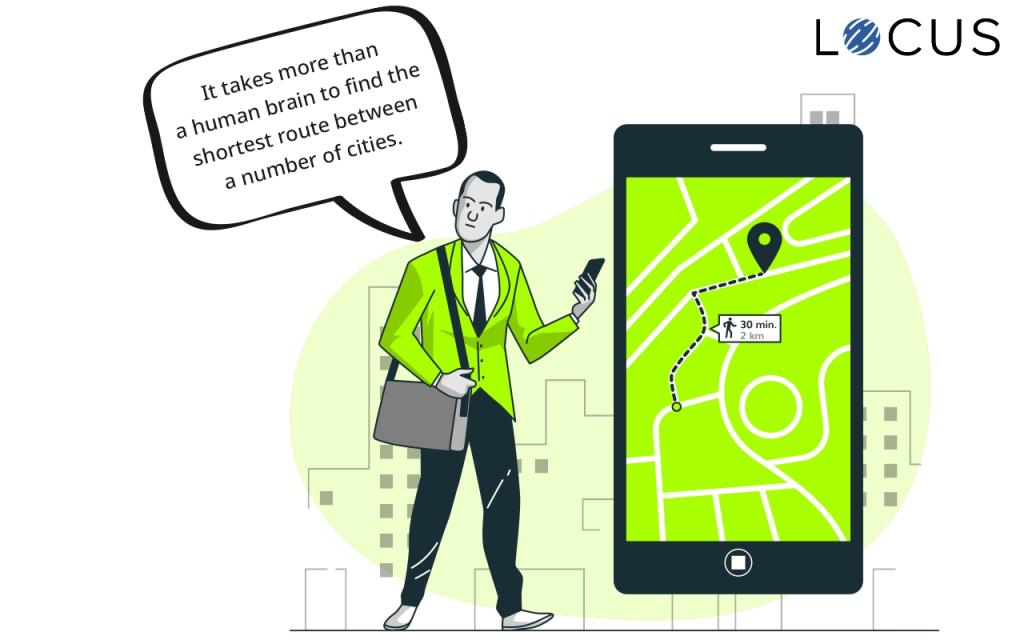 LOCUS
It takes more than
a human brain to find the
shortest route between
a number of cities.
30 min.
2 km